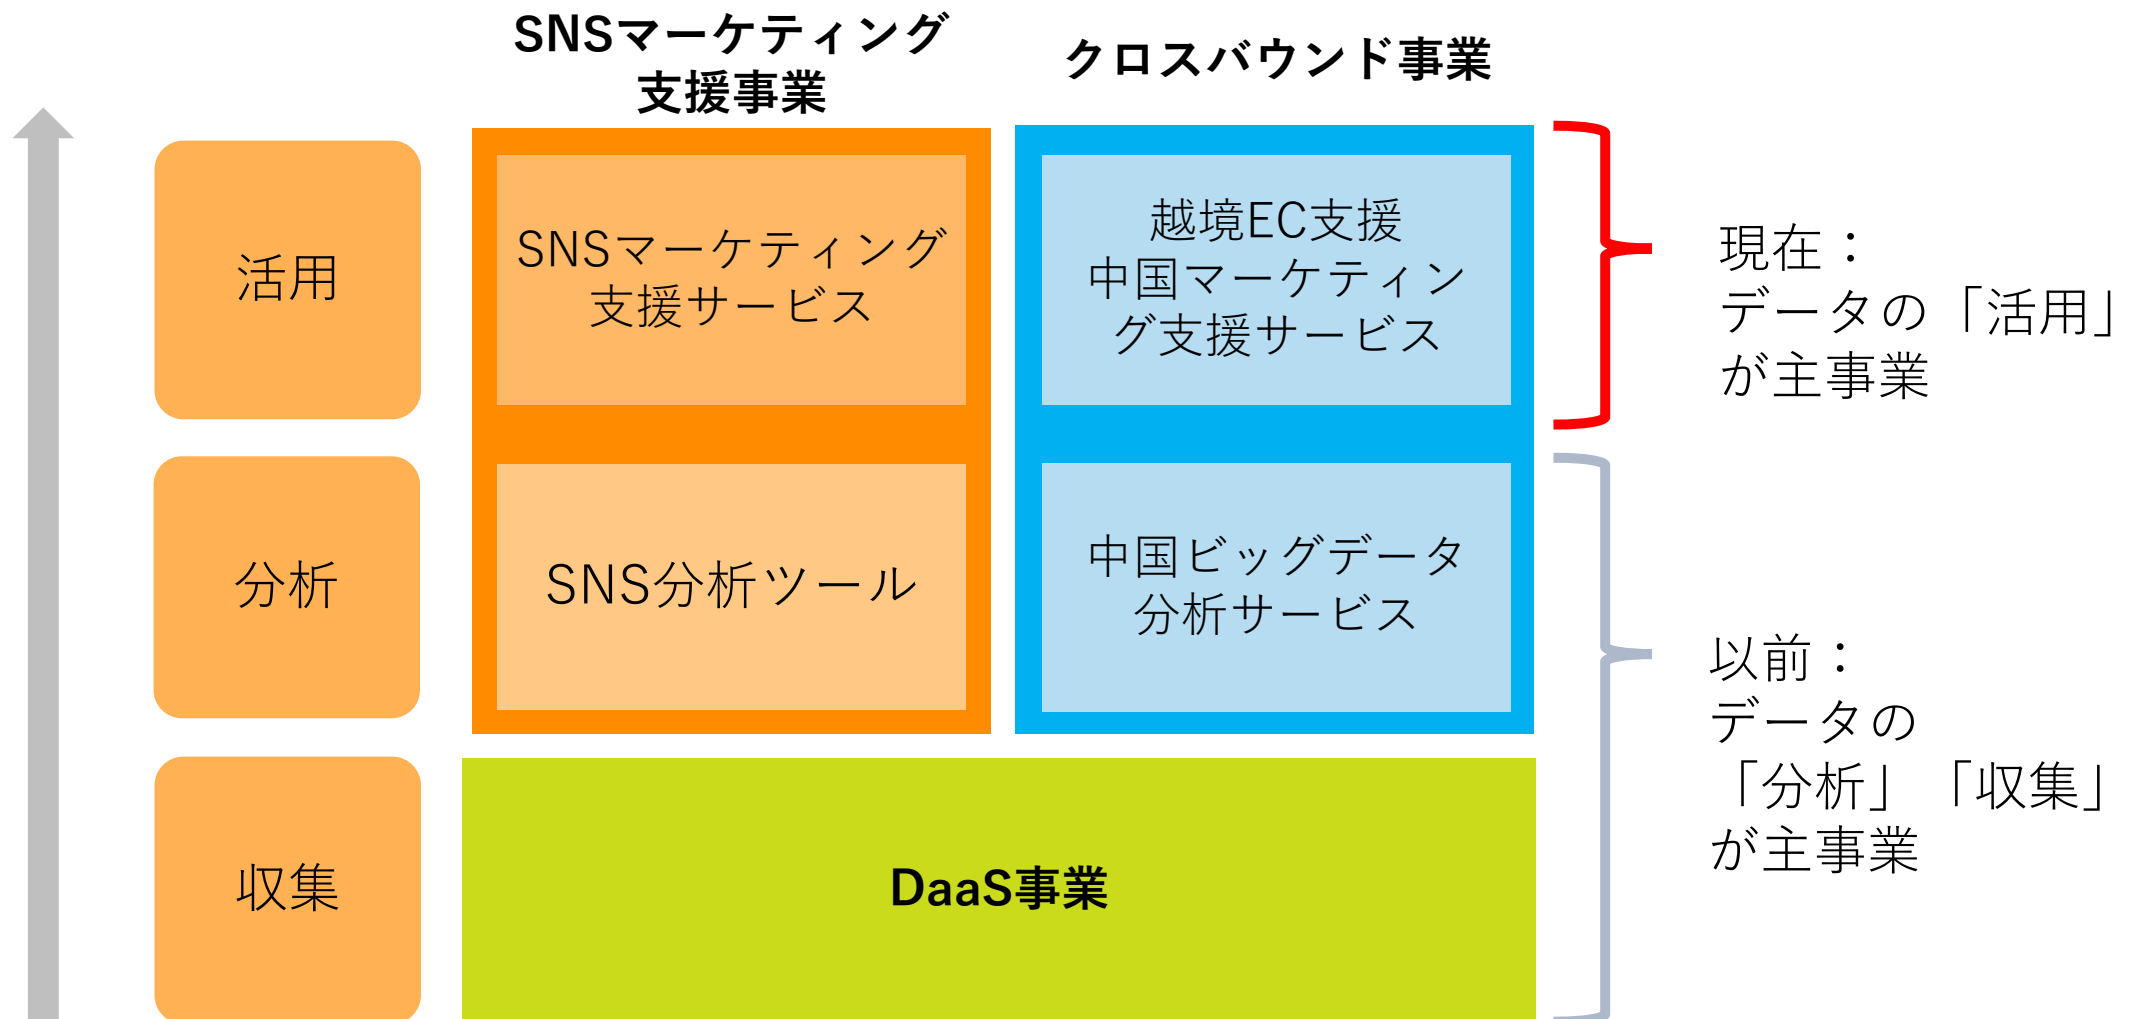 SNSマーケティング
支援事業
クロスバウンド事業
活用
SNSマーケティング
支援サービス
越境EC支援
中国マーケティン
グ支援サービス
現在：
データの「活用」
が主事業
分析
SNS分析ツール
中国ビッグデータ
分析サービス
以前：
データの
「分析」「収集」
が主事業
収集
DaaS事業